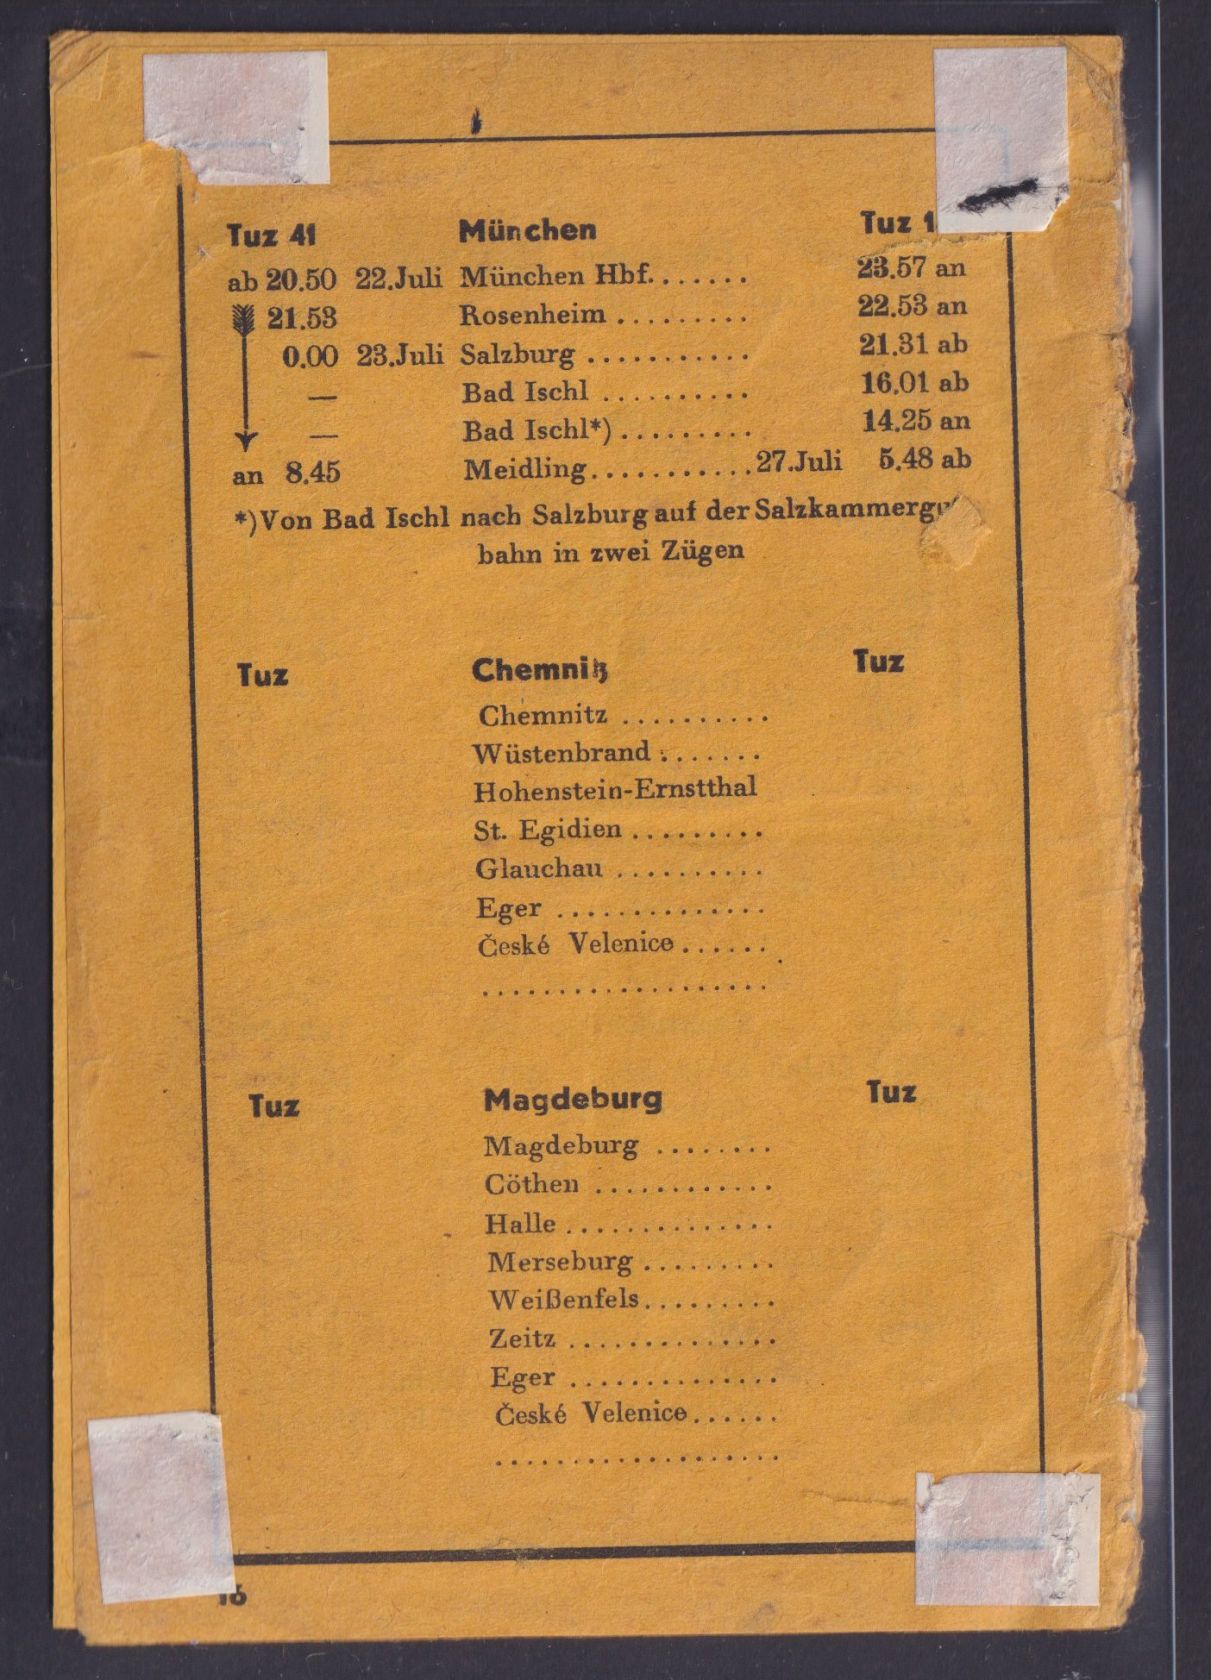 Tuz 41 München Tuz 1
ab 20.50 22.Juli München Hbf........ 23.57 an
21.53 Rosenheim ......... 22.53 an
0.00 23.Juli Salzburg ........... 21.31 ab
— Bad Ischl .......... 16.01 ab
— Bad Ischl*) ......... 14.25 an
an 8.45 Meidling...........27.Juli 5.48 ab
*) Von Bad Ischl nach Salzburg auf der
bahn in zwei Zügen
Tuz Chemnitz Tuz
Chemnitz ..........
Wüstenbrand .......
Hohenstein-Ernstthal
St. Egidien .........
Glauchau ..........
Eger ..............
České Velenice ......
...................
Tuz Magdeburg Tuz
Magdeburg ........
Cöthen ............
Halle ..............
Merseburg .........
Weißenfels.........
Zeitz ..............
Eger ..............
České Velenice......
...................
16